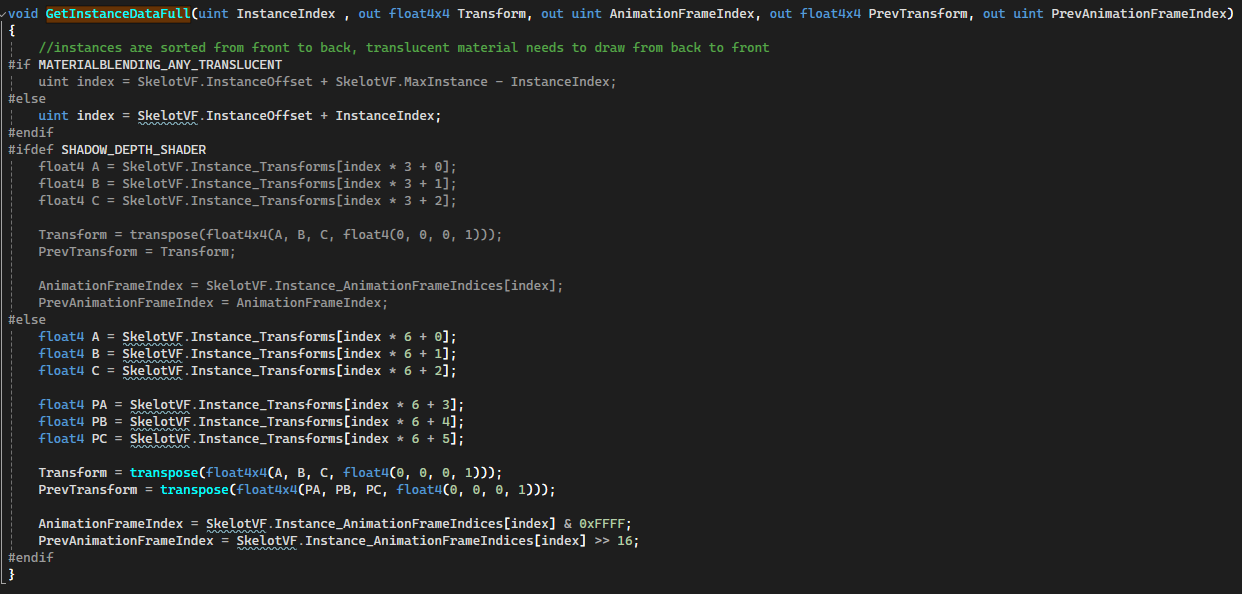 void GetInstanceDataFull(uint InstanceIndex , out float4x4 Transform, out uint AnimationFrameIndex, out float4x4 PrevTransform, out uint PrevAnimationFrameIndex)
{
    //instances are sorted from front to back, translucent material needs to draw from back to front
#if MATERIALBLENDING_ANY_TRANSLUCENT
    uint index = SkelotVF.InstanceOffset + SkelotVF.MaxInstance - InstanceIndex;
#else
    uint index = SkelotVF.InstanceOffset + InstanceIndex;
#endif
#ifdef SHADOW_DEPTH_SHADER
    float4 A = SkelotVF.Instance_Transforms[index * 3 + 0];
    float4 B = SkelotVF.Instance_Transforms[index * 3 + 1];
    float4 C = SkelotVF.Instance_Transforms[index * 3 + 2];

    Transform = transpose(float4x4(A, B, C, float4(0, 0, 0, 1)));
    PrevTransform = Transform;

    AnimationFrameIndex = SkelotVF.Instance_AnimationFrameIndices[index];
    PrevAnimationFrameIndex = AnimationFrameIndex;
#else
    float4 A = SkelotVF.Instance_Transforms[index * 6 + 0];
    float4 B = SkelotVF.Instance_Transforms[index * 6 + 1];
    float4 C = SkelotVF.Instance_Transforms[index * 6 + 2];

    float4 PA = SkelotVF.Instance_Transforms[index * 6 + 3];
    float4 PB = SkelotVF.Instance_Transforms[index * 6 + 4];
    float4 PC = SkelotVF.Instance_Transforms[index * 6 + 5];

    Transform = transpose(float4x4(A, B, C, float4(0, 0, 0, 1)));
    PrevTransform = transpose(float4x4(PA, PB, PC, float4(0, 0, 0, 1)));

    AnimationFrameIndex = SkelotVF.Instance_AnimationFrameIndices[index] & 0xFFFF;
    PrevAnimationFrameIndex = SkelotVF.Instance_AnimationFrameIndices[index] >> 16;
#endif
}